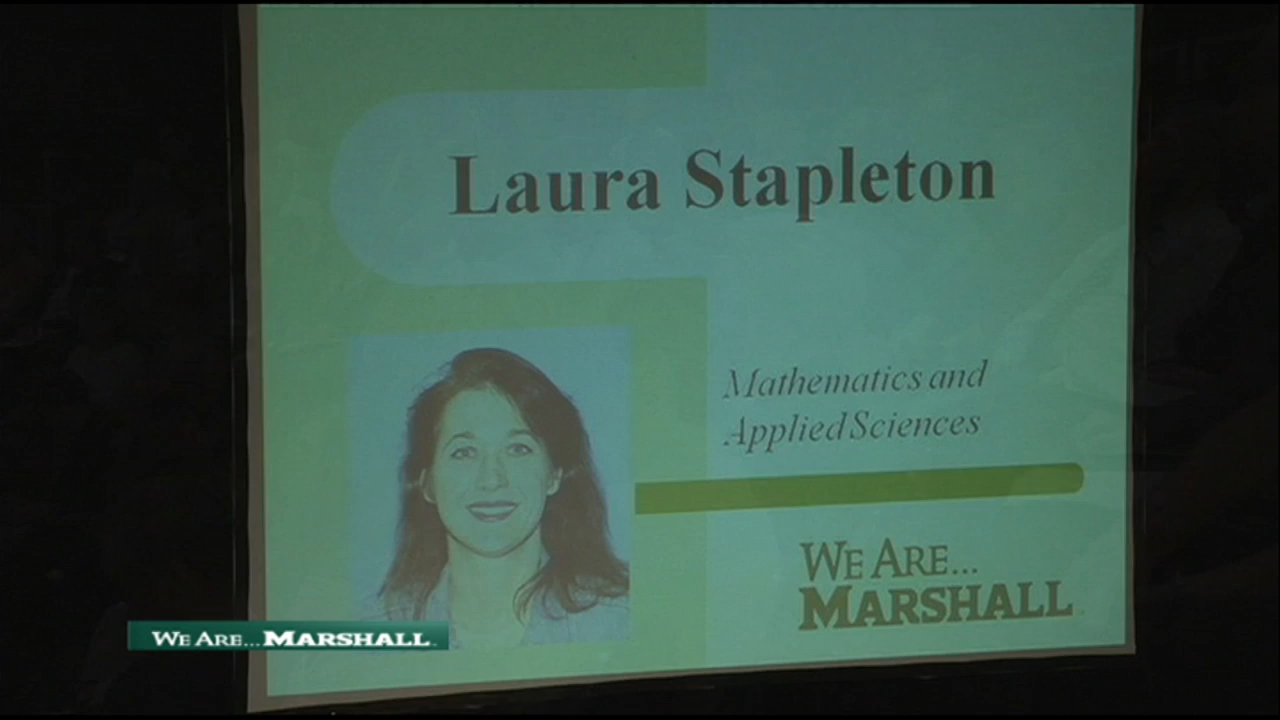 Laura Stapleton
Mathematics and
Applied Sciences
WE ARE...
MARSHALL
WE ARE... MARSHALL